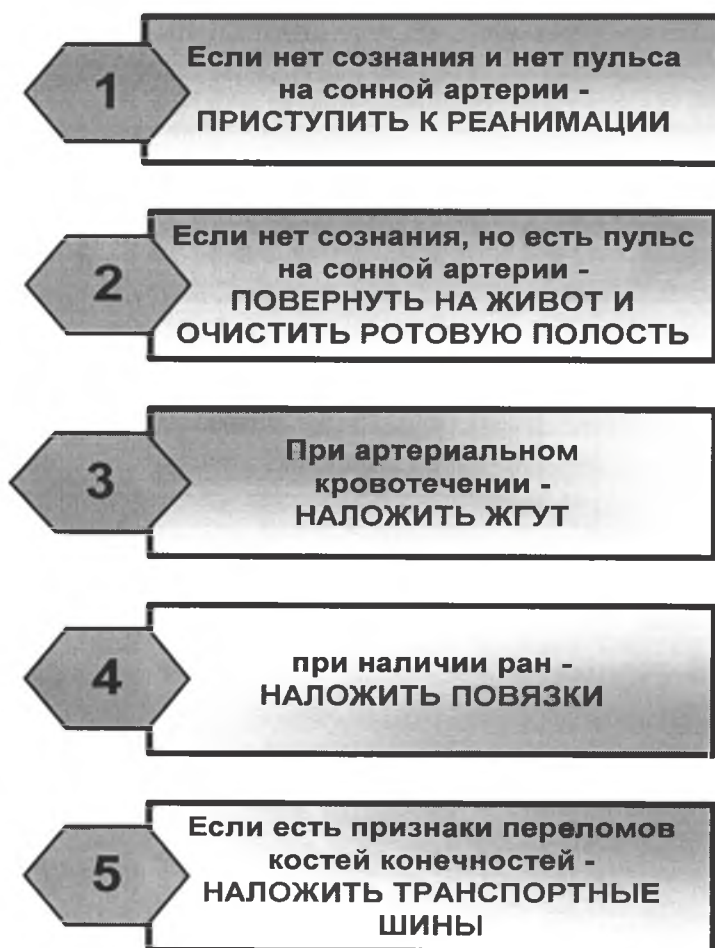 1
Если нет сознания и нет пульса
на сонной артерии -
ПРИСТУПИТЬ К РЕАНИМАЦИИ
2
Если нет сознания, но есть пульс
на сонной артерии -
ПОВЕРНУТЬ НА ЖИВОТ И
ОЧИСТИТЬ РОТОВУЮ ПОЛОСТЬ
3
При артериальном
кровотечении -
НАЛОЖИТЬ ЖГУТ
4
при наличии ран -
НАЛОЖИТЬ ПОВЯЗКИ
5
Если есть признаки переломов
костей конечностей -
НАЛОЖИТЬ ТРАНСПОРТНЫЕ
ШИНЫ